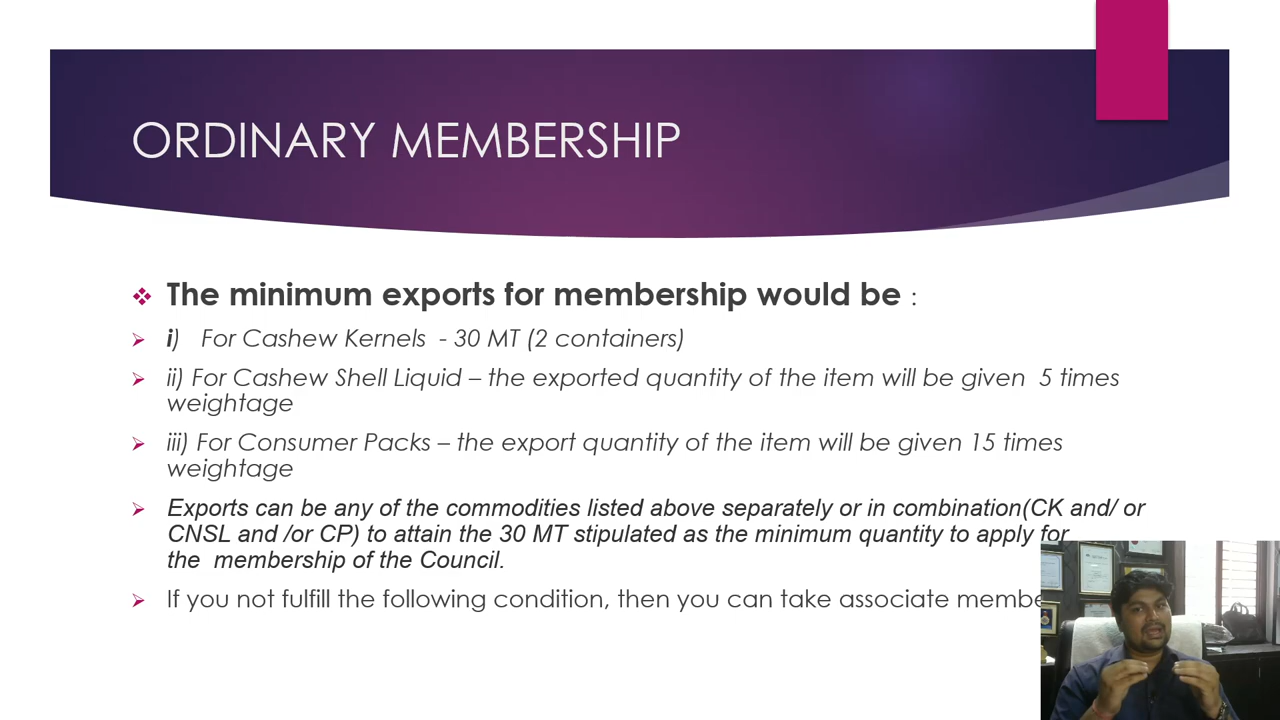 ORDINARY MEMBERSHIP
The minimum exports for membership would be :
i) For Cashew Kernels - 30 MT (2 containers)
ii) For Cashew Shell Liquid – the exported quantity of the item will be given 5 times
weightage
iii) For Consumer Packs – the export quantity of the item will be given 15 times
weightage
Exports can be any of the commodities listed above separately or in combination(CK and/ or
CNSL and /or CP) to attain the 30 MT stipulated as the minimum quantity to apply for
the membership of the Council.
If you not fulfill the following condition, then you can take associate